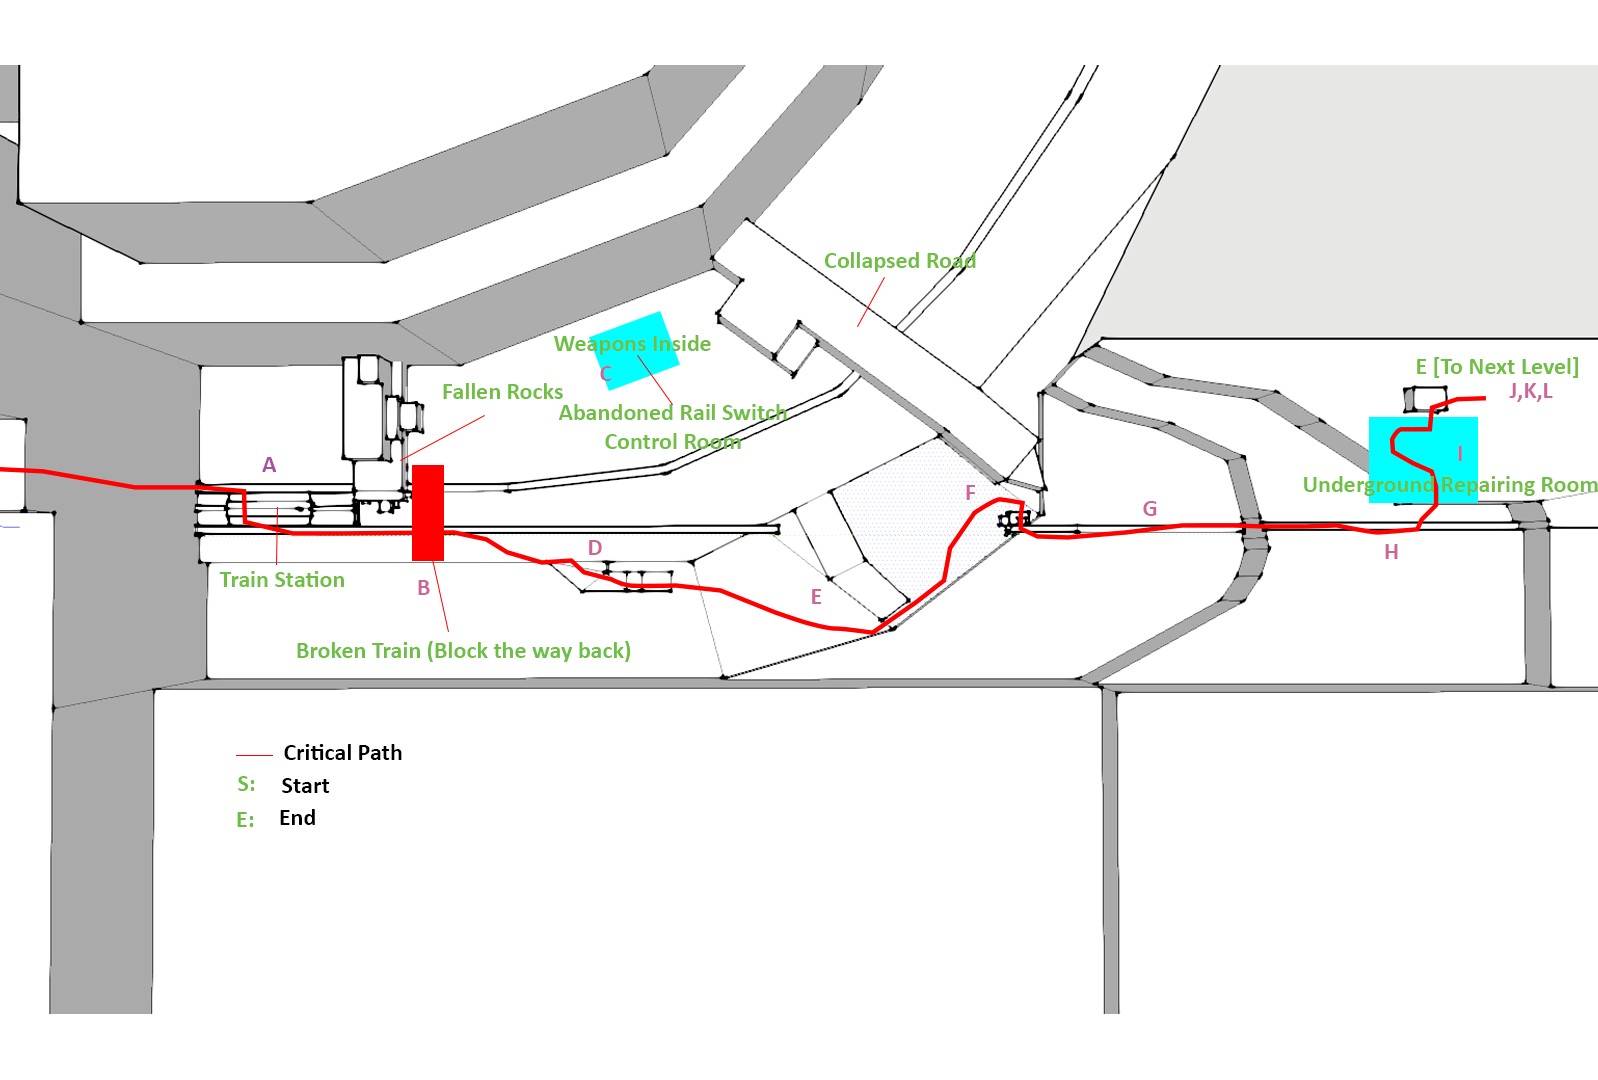 Collapsed Road
Weapons Inside
C
E [To Next Level]
J,K,L
Fallen Rocks
Abandoned Rail Switch
Control Room
A
I
Underground Repairing Room
F
G
H
D
Train Station
B
E
Broken Train (Block the way back)
Critical Path
S: Start
E: End